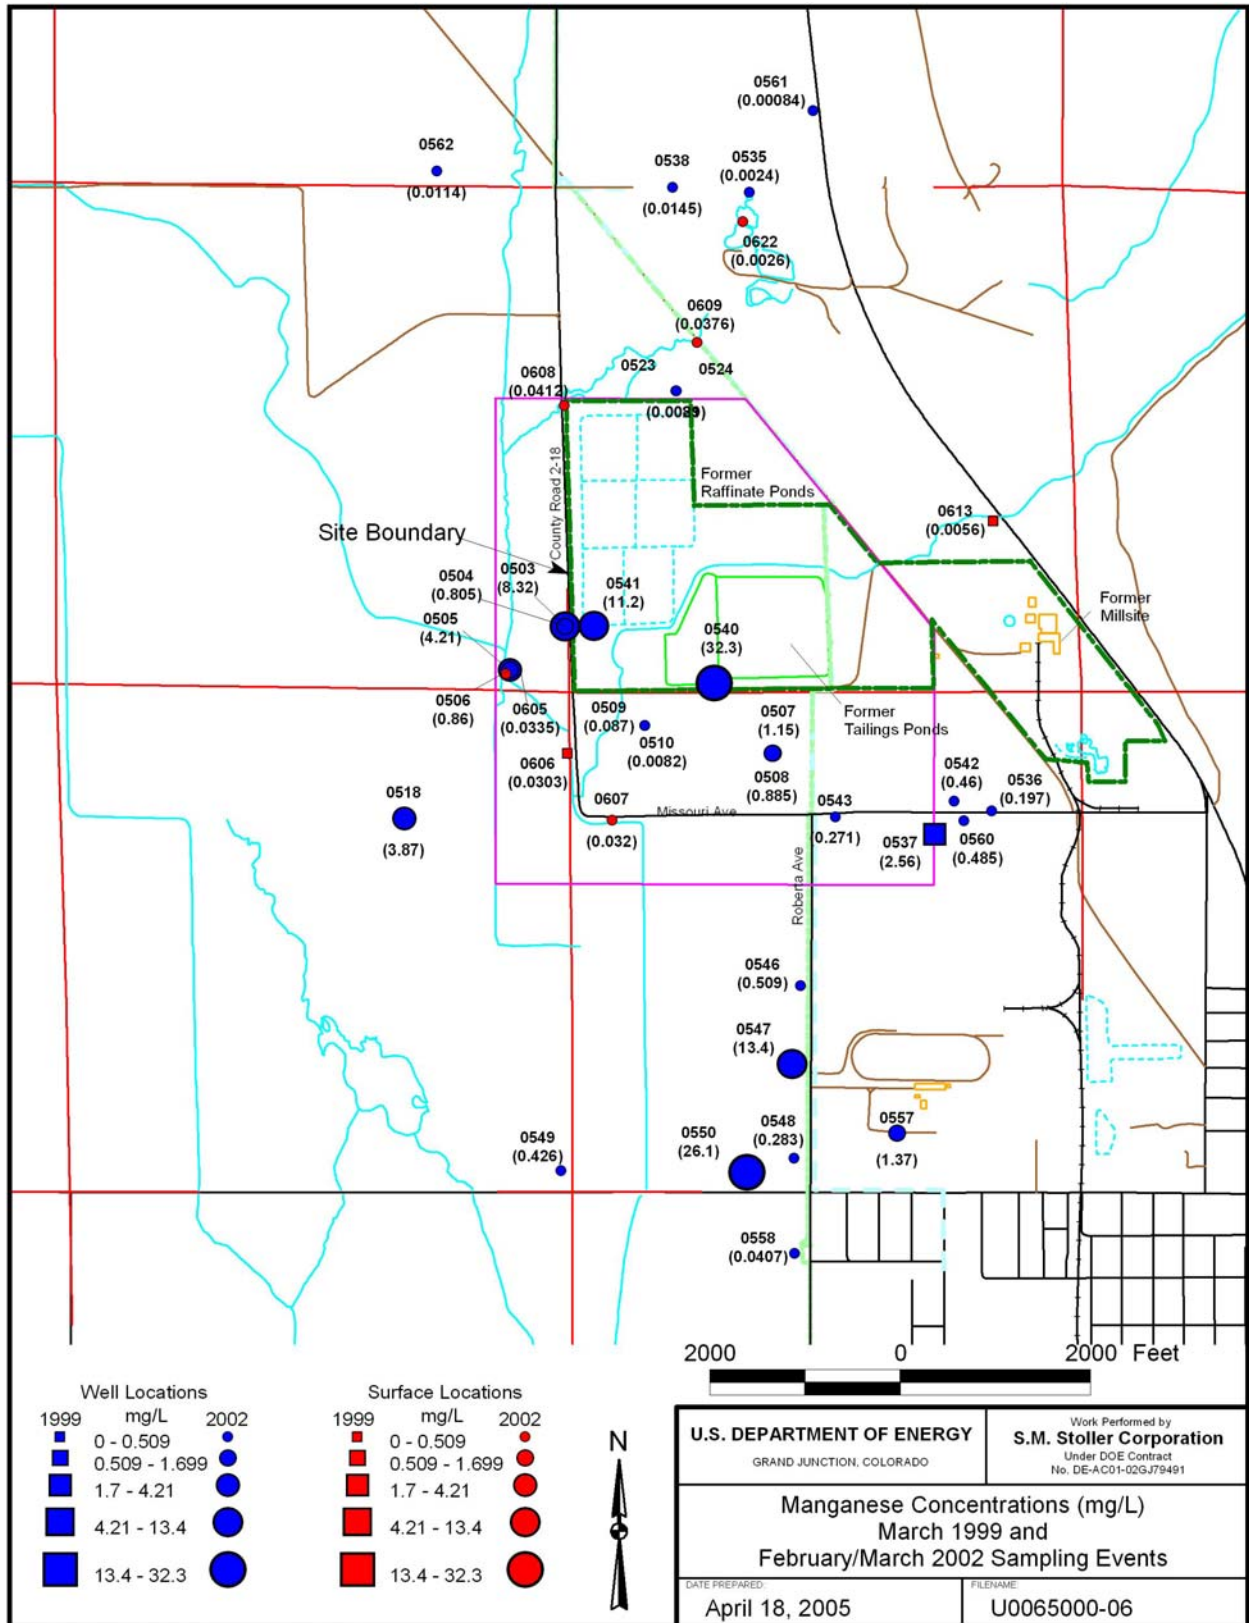 0561
(0.00084)
0562
(0.0114)
0538
(0.0145)
0535
(0.0024)
0622
(0.0026)
0609
(0.0376)
0608
(0.0412)
0523
0524
County Road 2-18
Former
Raffinate Ponds
0613
(0.0056)
Site Boundary
0504
(0.805)
0503
(8.32)
0541
(11.2)
Former
Millsite
0505
(4.21)
0540
(32.3)
0506
(0.86)
0605
(0.0335)
0509
(0.087)
0510
(0.0082)
0507
(1.15)
0508
(0.885)
Former
Tailings Ponds
0606
(0.0303)
0542
(0.46)
0536
(0.197)
0518
(3.87)
0607
(0.032)
Missouri Ave
0543
(0.271)
0537
(2.56)
0560
(0.485)
Roberta Ave
0546
(0.509)
0547
(13.4)
0557
(1.37)
0549
(0.426)
0550
(26.1)
0548
(0.283)
0558
(0.0407)
2000 0 2000 Feet
Well Locations
1999 mg/L 2002
0 - 0.509
0.509 - 1.699
1.7 - 4.21
4.21 - 13.4
13.4 - 32.3
Surface Locations
1999 mg/L 2002
0 - 0.509
0.509 - 1.699
1.7 - 4.21
4.21 - 13.4
13.4 - 32.3
N
U.S. DEPARTMENT OF ENERGY
GRAND JUNCTION, COLORADO
Work Performed by
S.M. Stoller Corporation
Under DOE Contract
No. DE-AC01-02GJ79491
Manganese Concentrations (mg/L)
March 1999 and
February/March 2002 Sampling Events
DATE PREPARED:
April 18, 2005
FILENAME:
U0065000-06